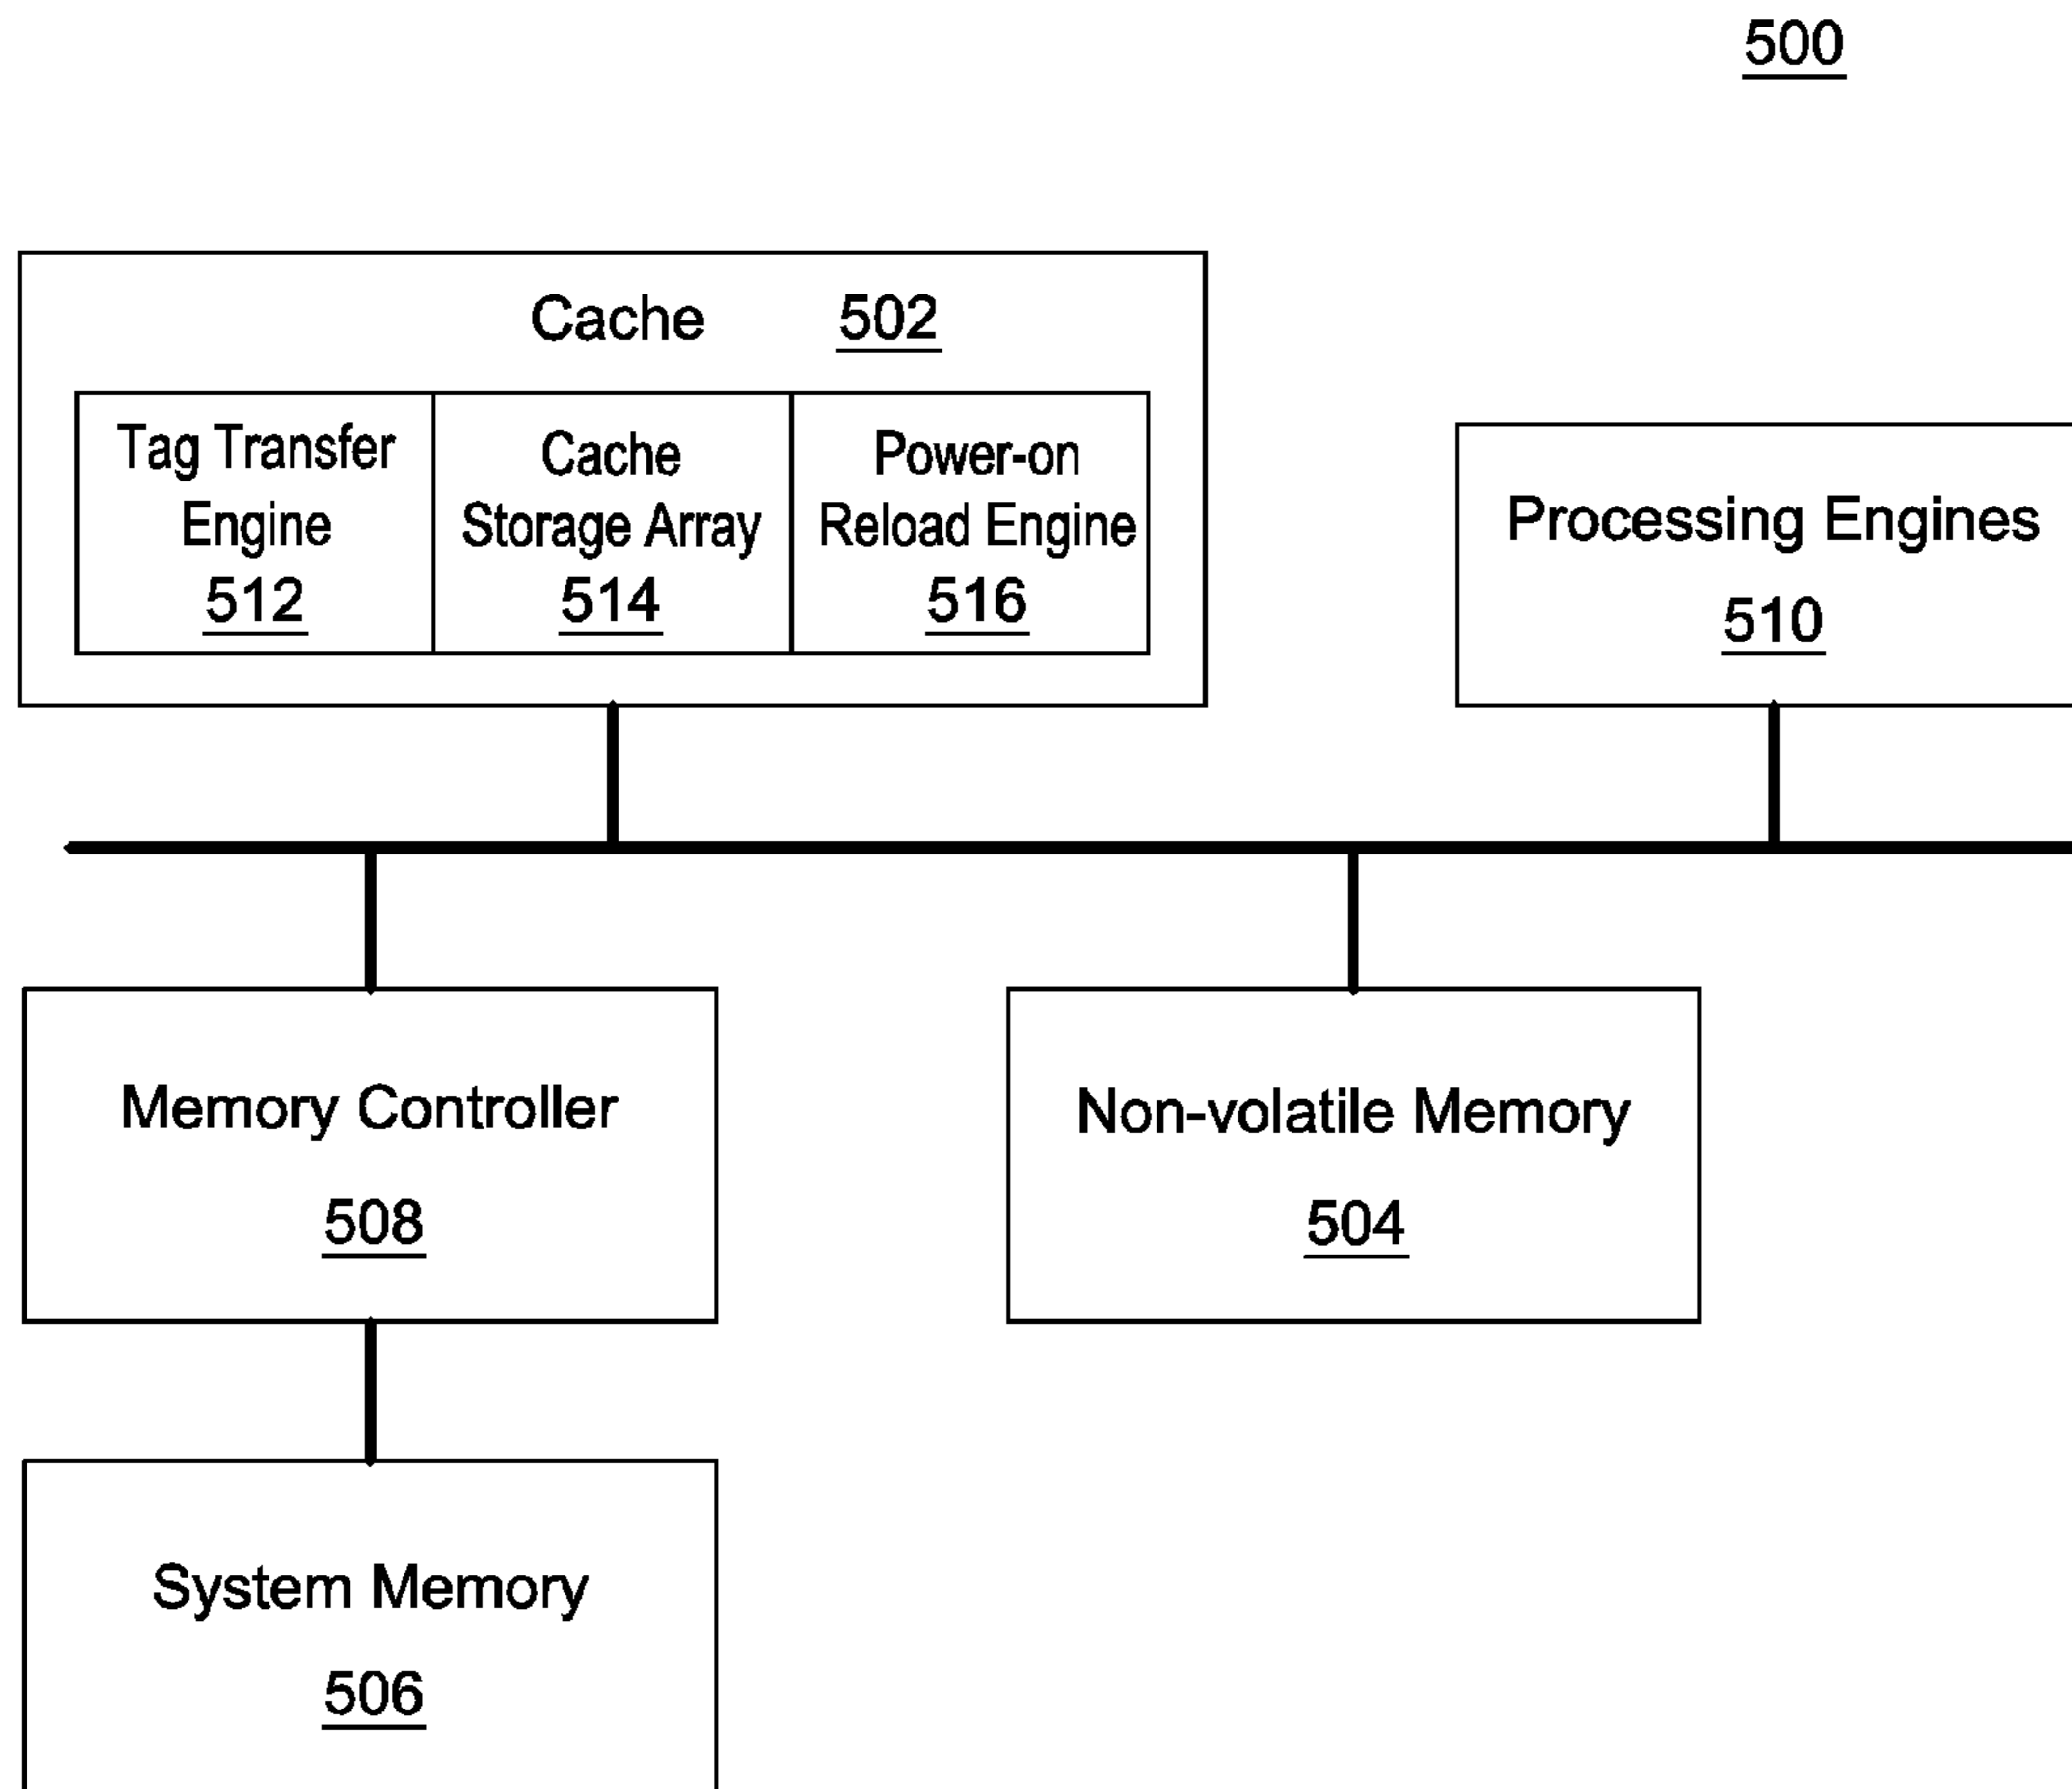 500
Cache 502
Tag Transfer
Engine
512
Cache
Storage Array
514
Power-on
Reload Engine
516
Processing Engines
510
Memory Controller
508
Non-volatile Memory
504
System Memory
506